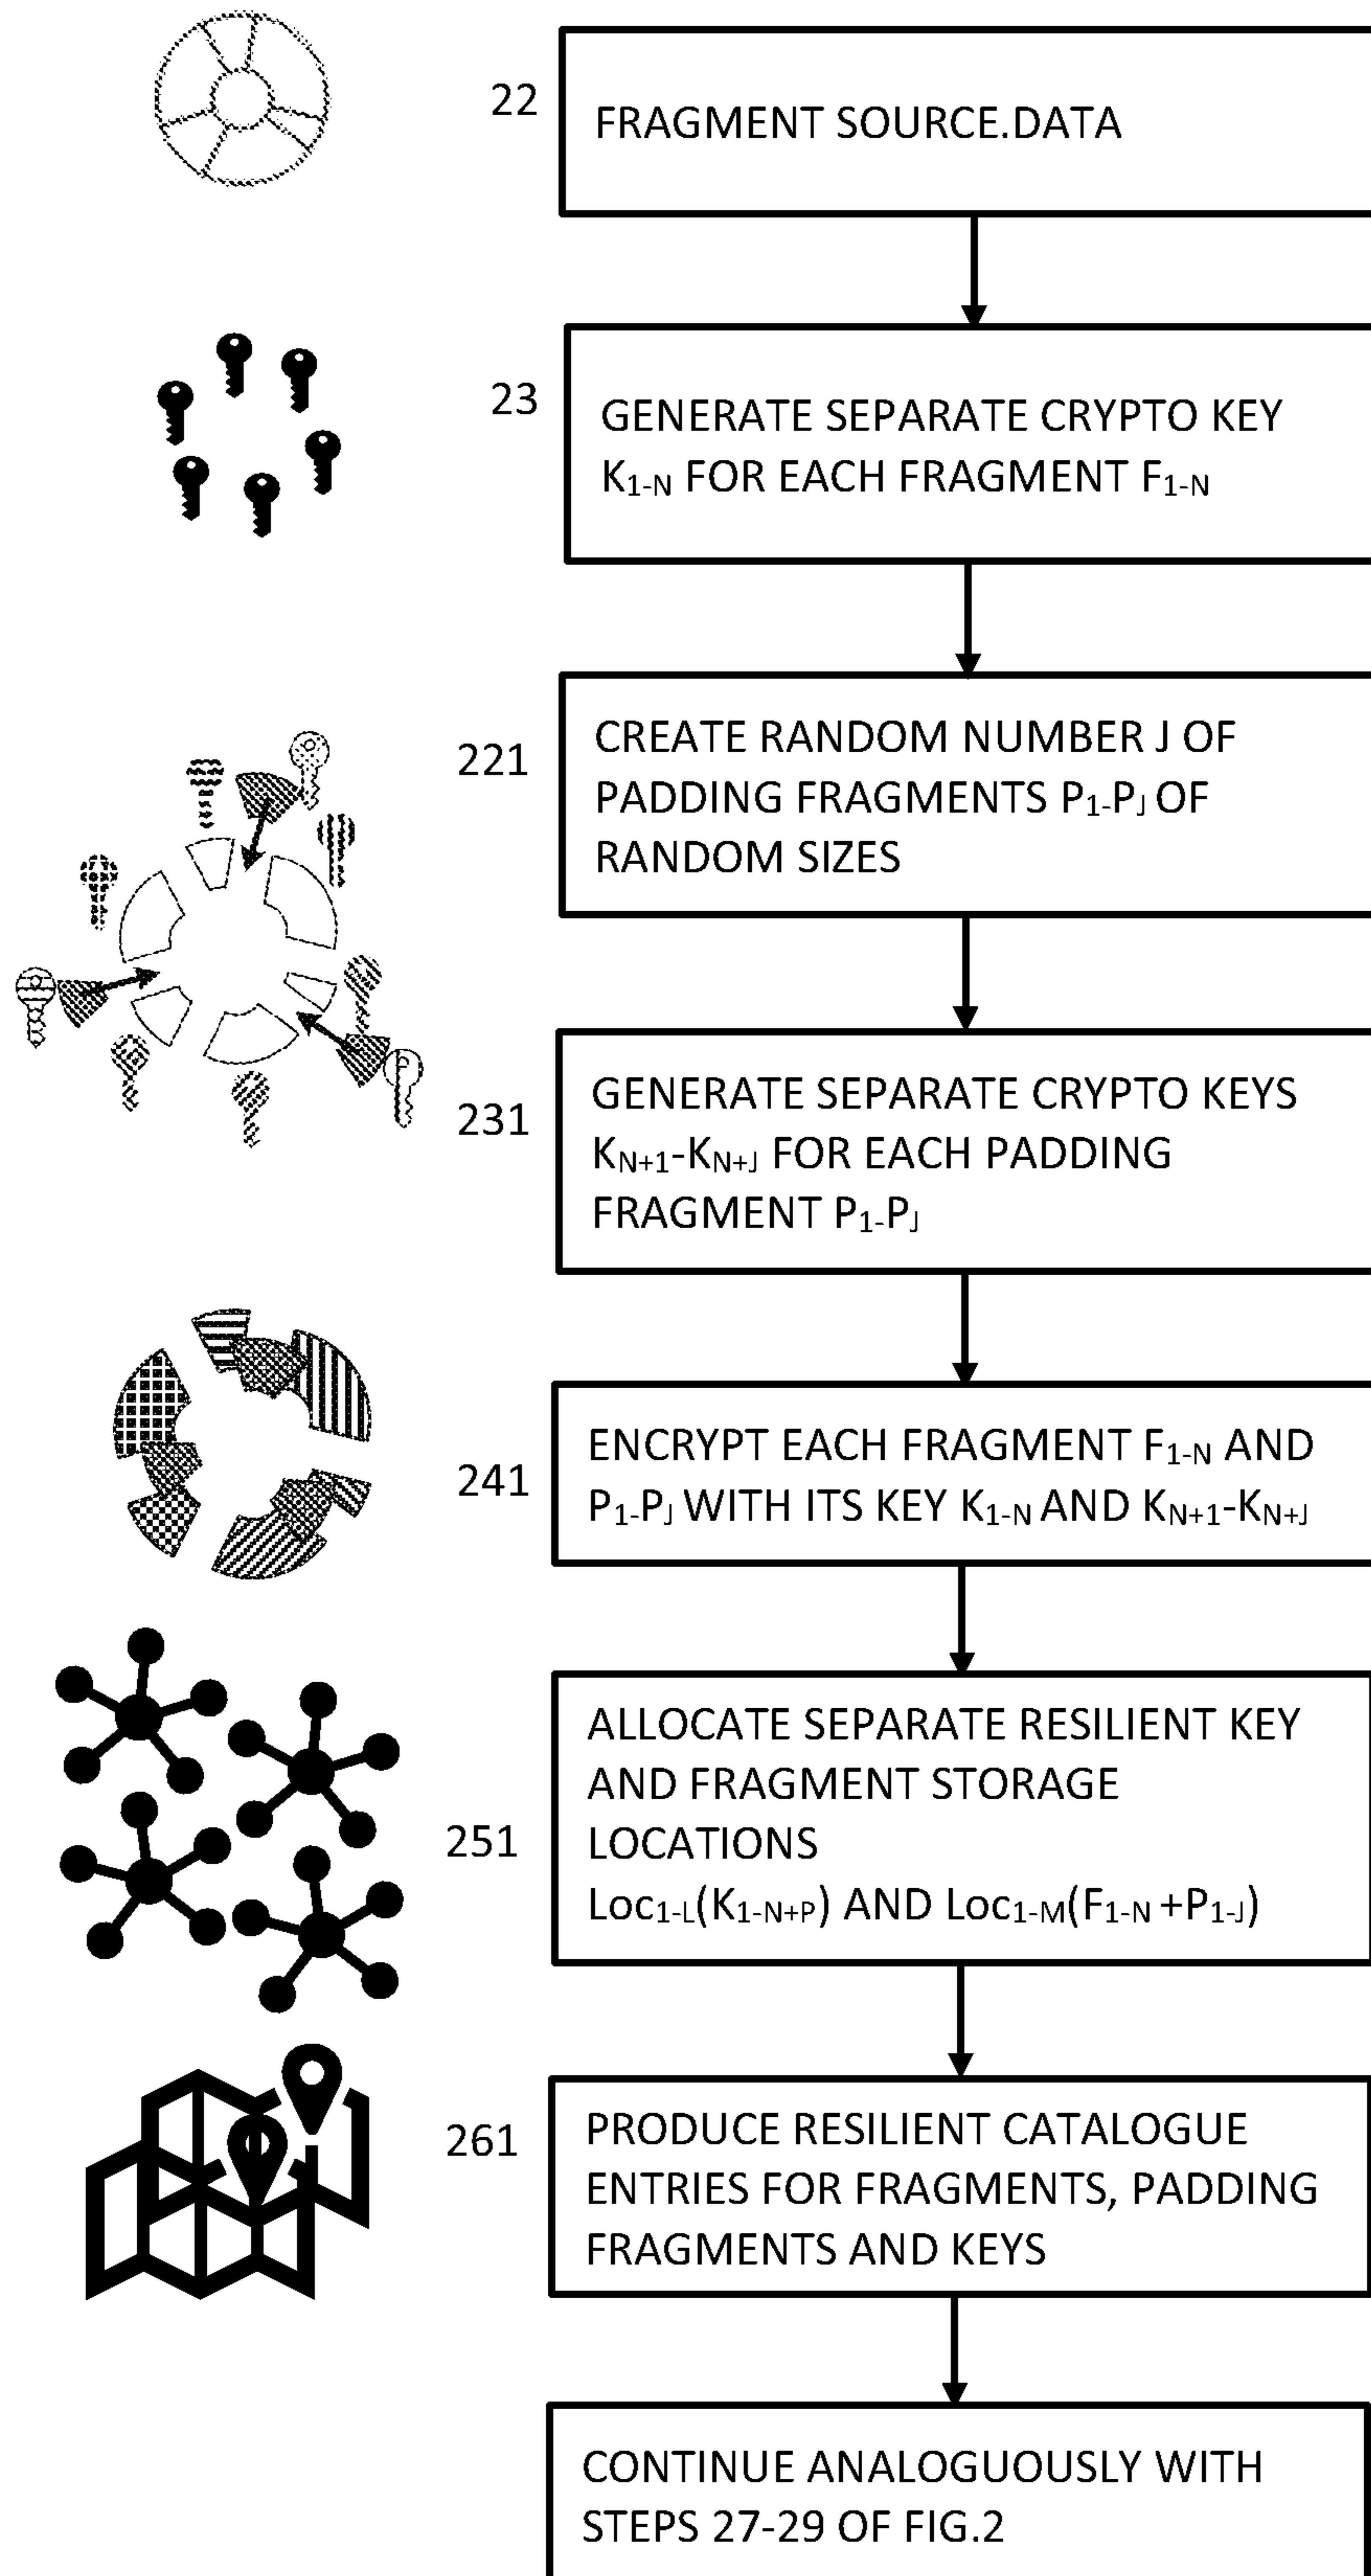 22
FRAGMENT SOURCE.DATA
23
GENERATE SEPARATE CRYPTO KEY
K1-N FOR EACH FRAGMENT F1-N
221
CREATE RANDOM NUMBER J OF
PADDING FRAGMENTS P1-PJ OF
RANDOM SIZES
231
GENERATE SEPARATE CRYPTO KEYS
KN+1-KN+J FOR EACH PADDING
FRAGMENT P1-PJ
241
ENCRYPT EACH FRAGMENT F1-N AND
P1-PJ WITH ITS KEY K1-N AND KN+1-KN+J
251
ALLOCATE SEPARATE RESILIENT KEY
AND FRAGMENT STORAGE
LOCATIONS
Loc1-L(K1-N+P) AND Loc1-M(F1-N +P1-J)
261
PRODUCE RESILIENT CATALOGUE
ENTRIES FOR FRAGMENTS, PADDING
FRAGMENTS AND KEYS
CONTINUE ANALOGUOUSLY WITH
STEPS 27-29 OF FIG.2